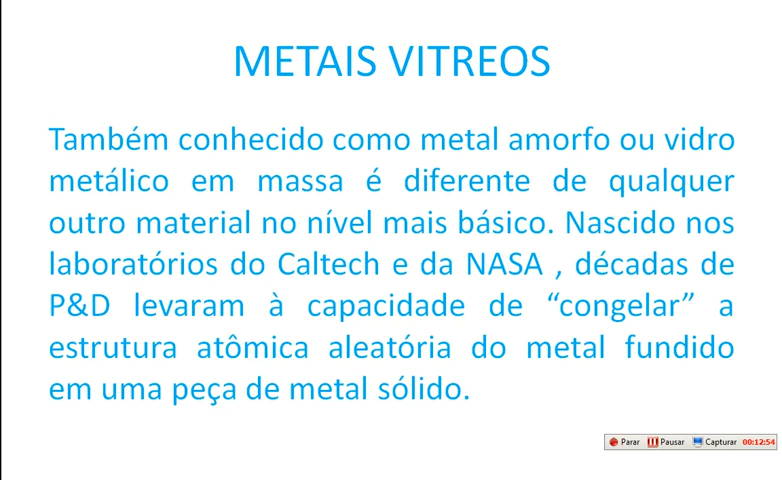 METAIS VITREOS
Também conhecido como metal amorfo ou vidro
metálico em massa é diferente de qualquer
outro material no nível mais básico. Nascido nos
laboratórios do Caltech e da NASA , décadas de
P&D levaram à capacidade de “congelar” a
estrutura atômica aleatória do metal fundido
em uma peça de metal sólido.
Parar Pausar Capturar 00:12:54